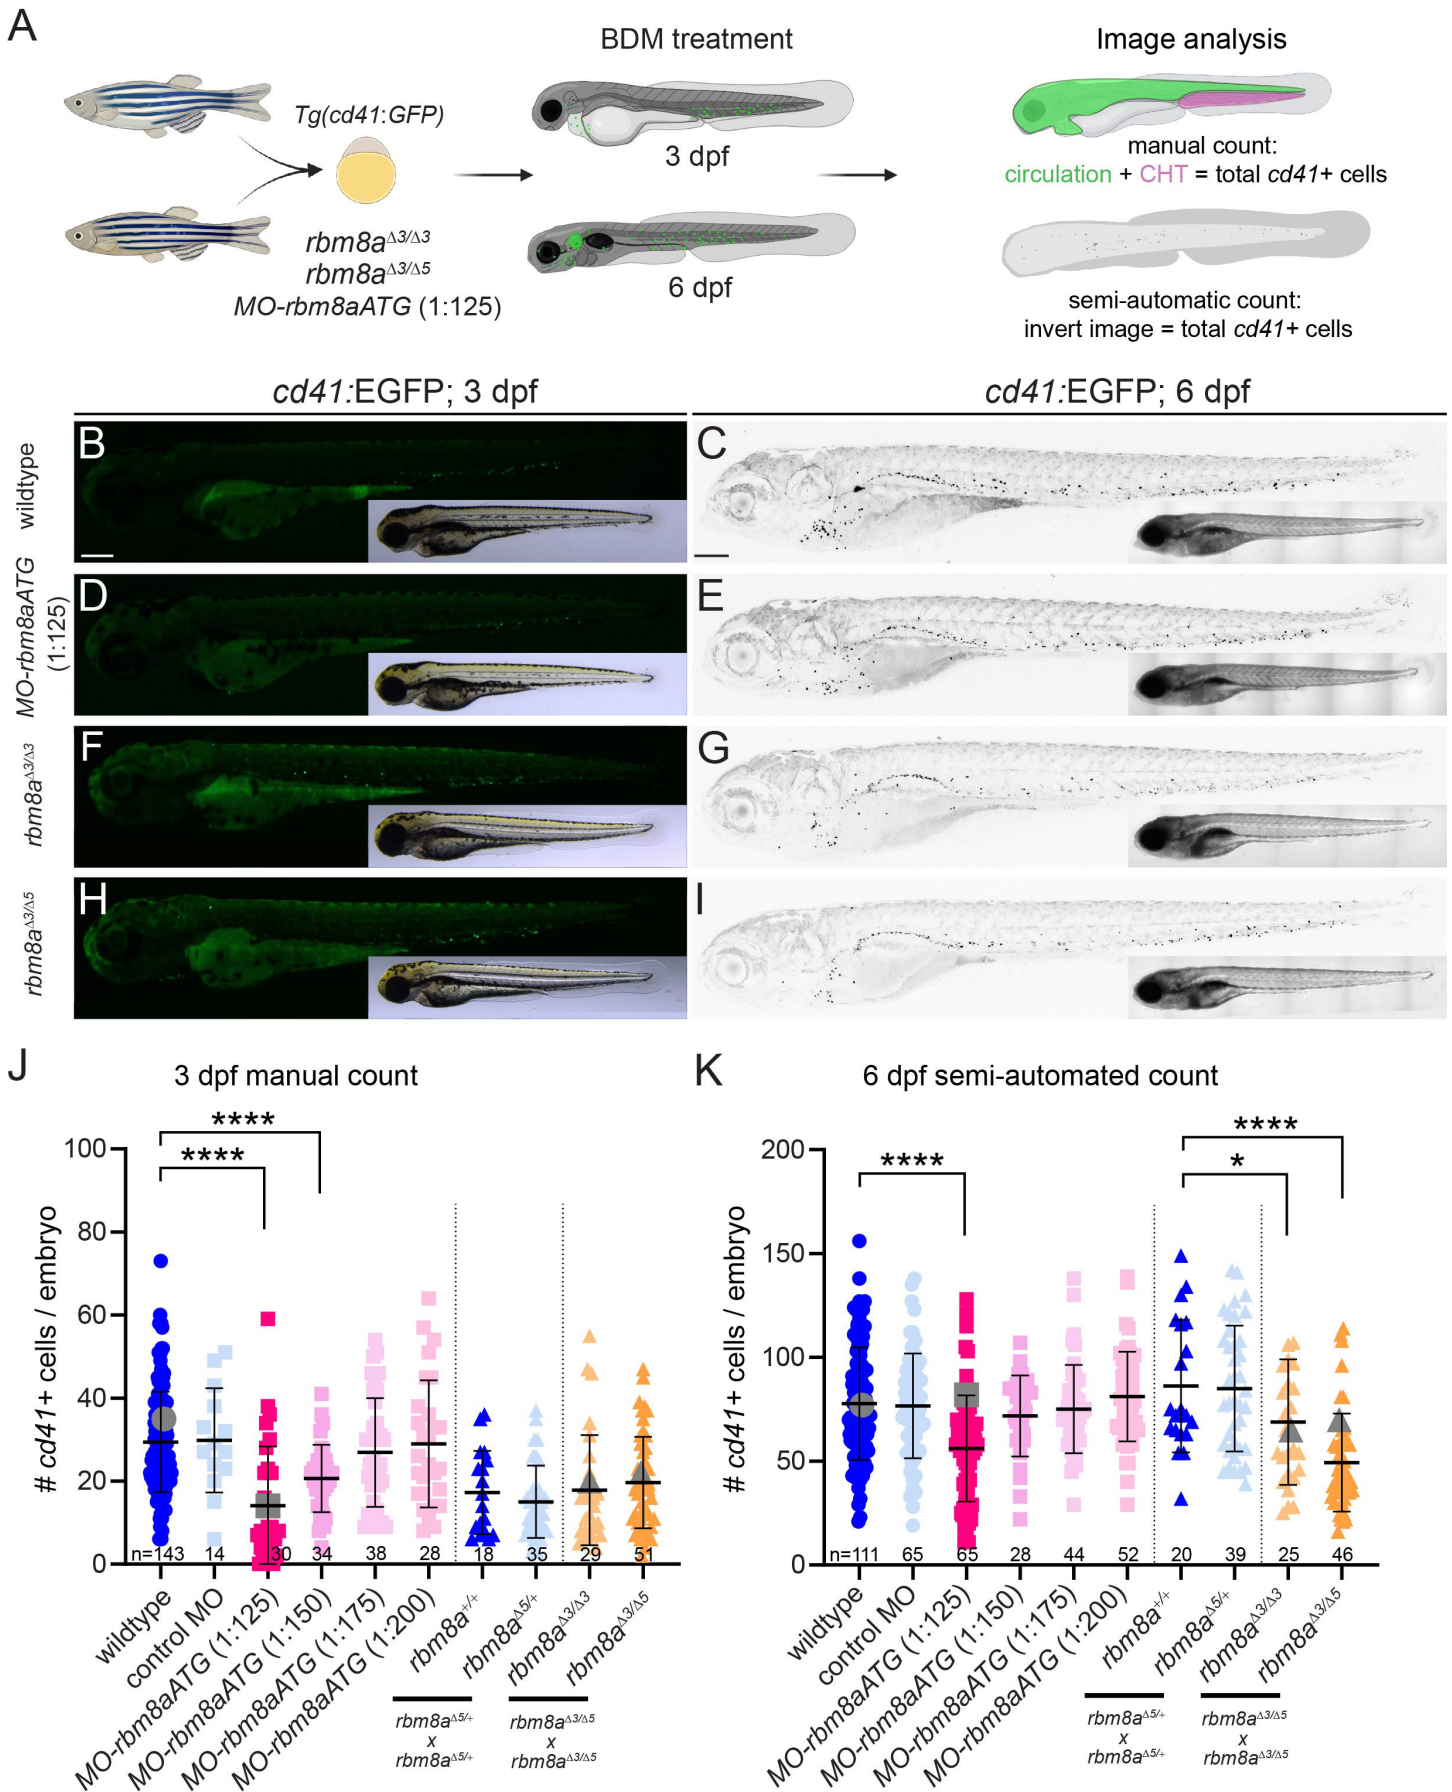 A
BDM treatment
Image analysis
Tg(cd41:GFP)
3 dpf
manual count:
circulation + CHT = total cd41+ cells
rbm8aΔ3/Δ3
rbm8aΔ3/Δ5
MO-rbm8aATG (1:125)
6 dpf
semi-automatic count:
invert image = total cd41+ cells
cd41:EGFP; 3 dpf
cd41:EGFP; 6 dpf
wildtype
B
C
MO-rbm8aATG
(1:125)
D
E
rbm8aΔ3/Δ3
F
G
rbm8aΔ3/Δ5
H
I
J
3 dpf manual count
****
****
# cd41+ cells / embryo
100
80
60
40
20
0
n=143 14 30 34 38 28 18 35 29 51
wildtype
control MO
MO-rbm8aATG (1:125)
MO-rbm8aATG (1:150)
MO-rbm8aATG (1:175)
MO-rbm8aATG (1:200)
rbm8a+/+
rbm8aΔ5/+
rbm8aΔ3/Δ3
rbm8aΔ3/Δ5
rbm8aΔ5/+
x
rbm8aΔ5/+
rbm8aΔ3/Δ5
x
rbm8aΔ3/Δ5
K
6 dpf semi-automated count
****
****
*
# cd41+ cells / embryo
200
150
100
50
0
n=111 65 65 28 44 52 20 39 25 46
wildtype
control MO
MO-rbm8aATG (1:125)
MO-rbm8aATG (1:150)
MO-rbm8aATG (1:175)
MO-rbm8aATG (1:200)
rbm8a+/+
rbm8aΔ5/+
rbm8aΔ3/Δ3
rbm8aΔ3/Δ5
rbm8aΔ5/+
x
rbm8aΔ5/+
rbm8aΔ3/Δ5
x
rbm8aΔ3/Δ5